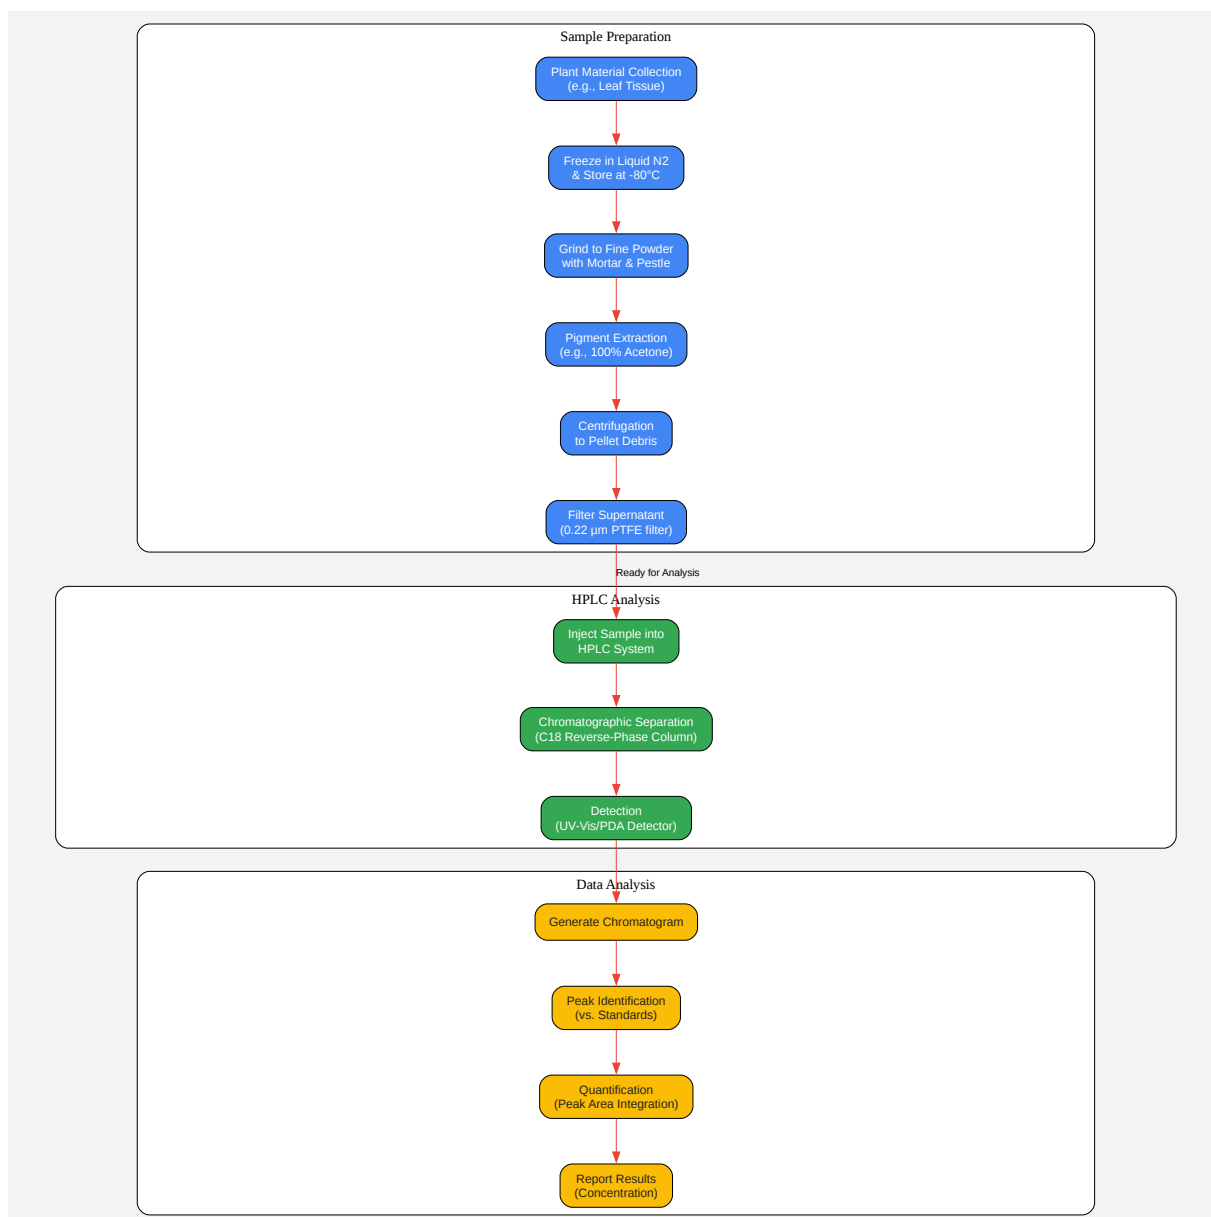 Sample Preparation
Plant Material Collection
(e.g., Leaf Tissue)
Freeze in Liquid N2
& Store at -80°C
Grind to Fine Powder
with Mortar & Pestle
Pigment Extraction
(e.g., 100% Acetone)
Centrifugation
to Pellet Debris
Filter Supernatant
(0.22 µm PTFE filter)
Ready for Analysis
HPLC Analysis
Inject Sample into
HPLC System
Chromatographic Separation
(C18 Reverse-Phase Column)
Detection
(UV-Vis/PDA Detector)
Data Analysis
Generate Chromatogram
Peak Identification
(vs. Standards)
Quantification
(Peak Area Integration)
Report Results
(Concentration)